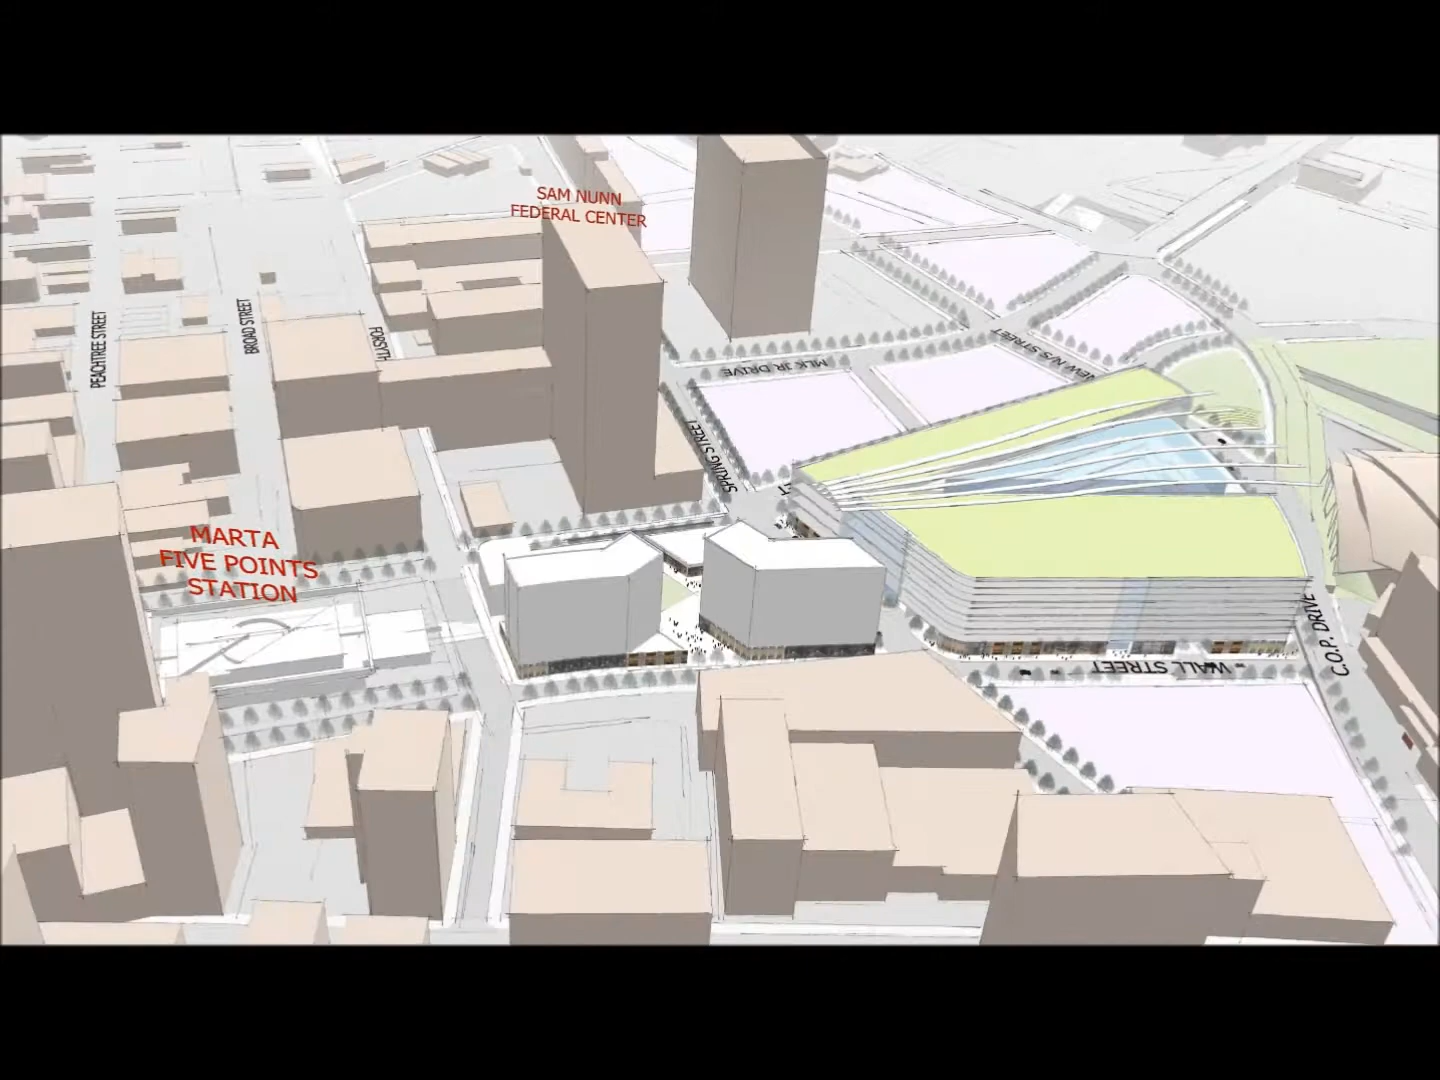 SAM NUNN
FEDERAL CENTER
PEACHTREE STREET
BROAD STREET
FORSYTH
MLK JR DRIVE
NEW N/S STREET
SPRING STREET
MARTA
FIVE POINTS
STATION
WALL STREET
C.O.P. DRIVE